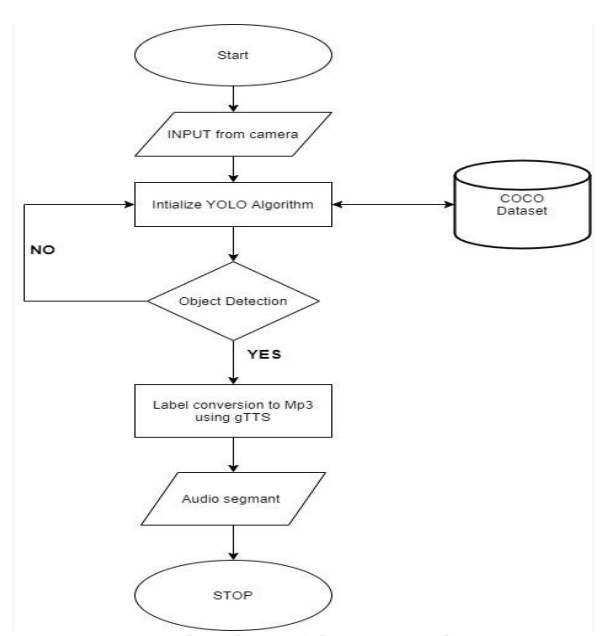 Start
INPUT from camera
Intialize YOLO Algorithm
COCO
Dataset
NO
Object Detection
YES
Label conversion to Mp3
using gTTS
Audio segmant
STOP